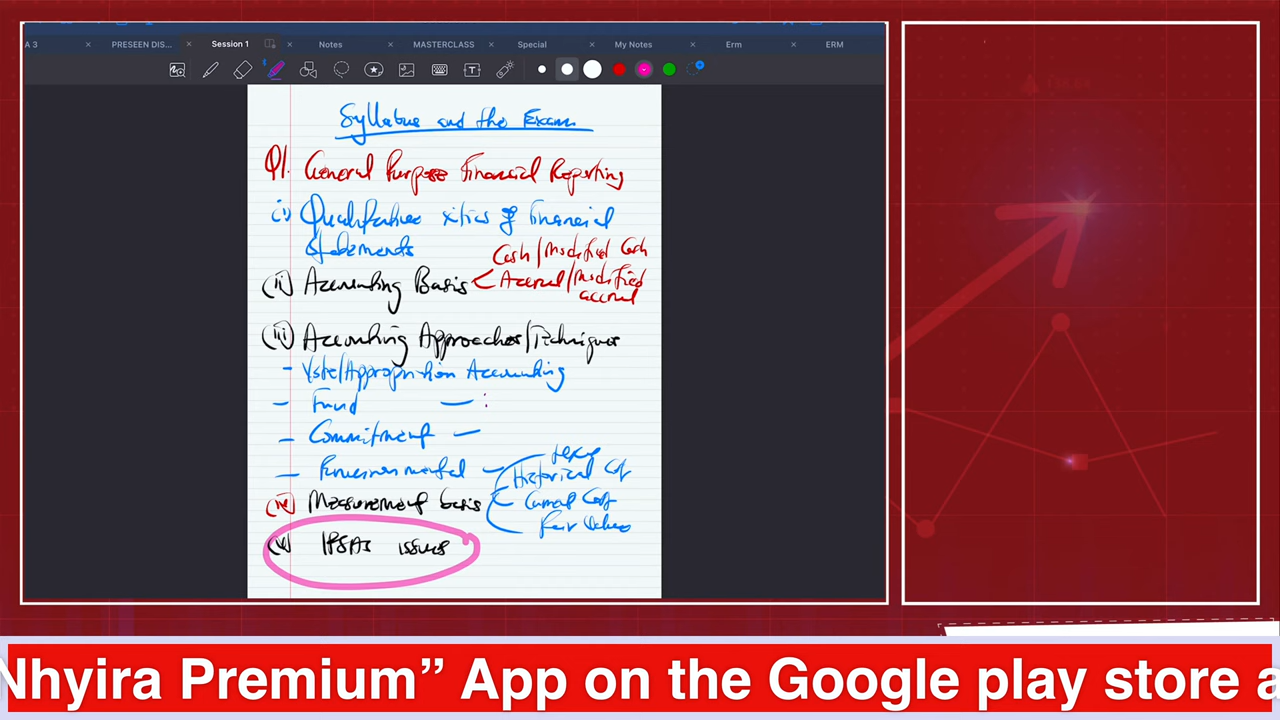 A 3
PRESEEN DIS...
Session 1
Notes
MASTERCLASS
Special
My Notes
Erm
ERM
Syllabus and the Exam
Q1. General Purpose Financial Reporting
(i) Qualitative xtics of Financial
Statements
Cash/Modified Cash
(ii) Accounting Basis < Accrual/Modified
accrual
(iii) Accounting Approaches/Techniques
- Vote/Appropriation Accounting
- Fund —
- Commitment —
-
Historical Cost
(iv) Measurement basis
Current Cost
Fair Value
(v) IPSAS issues
Nhyira Premium” App on the Google play store a